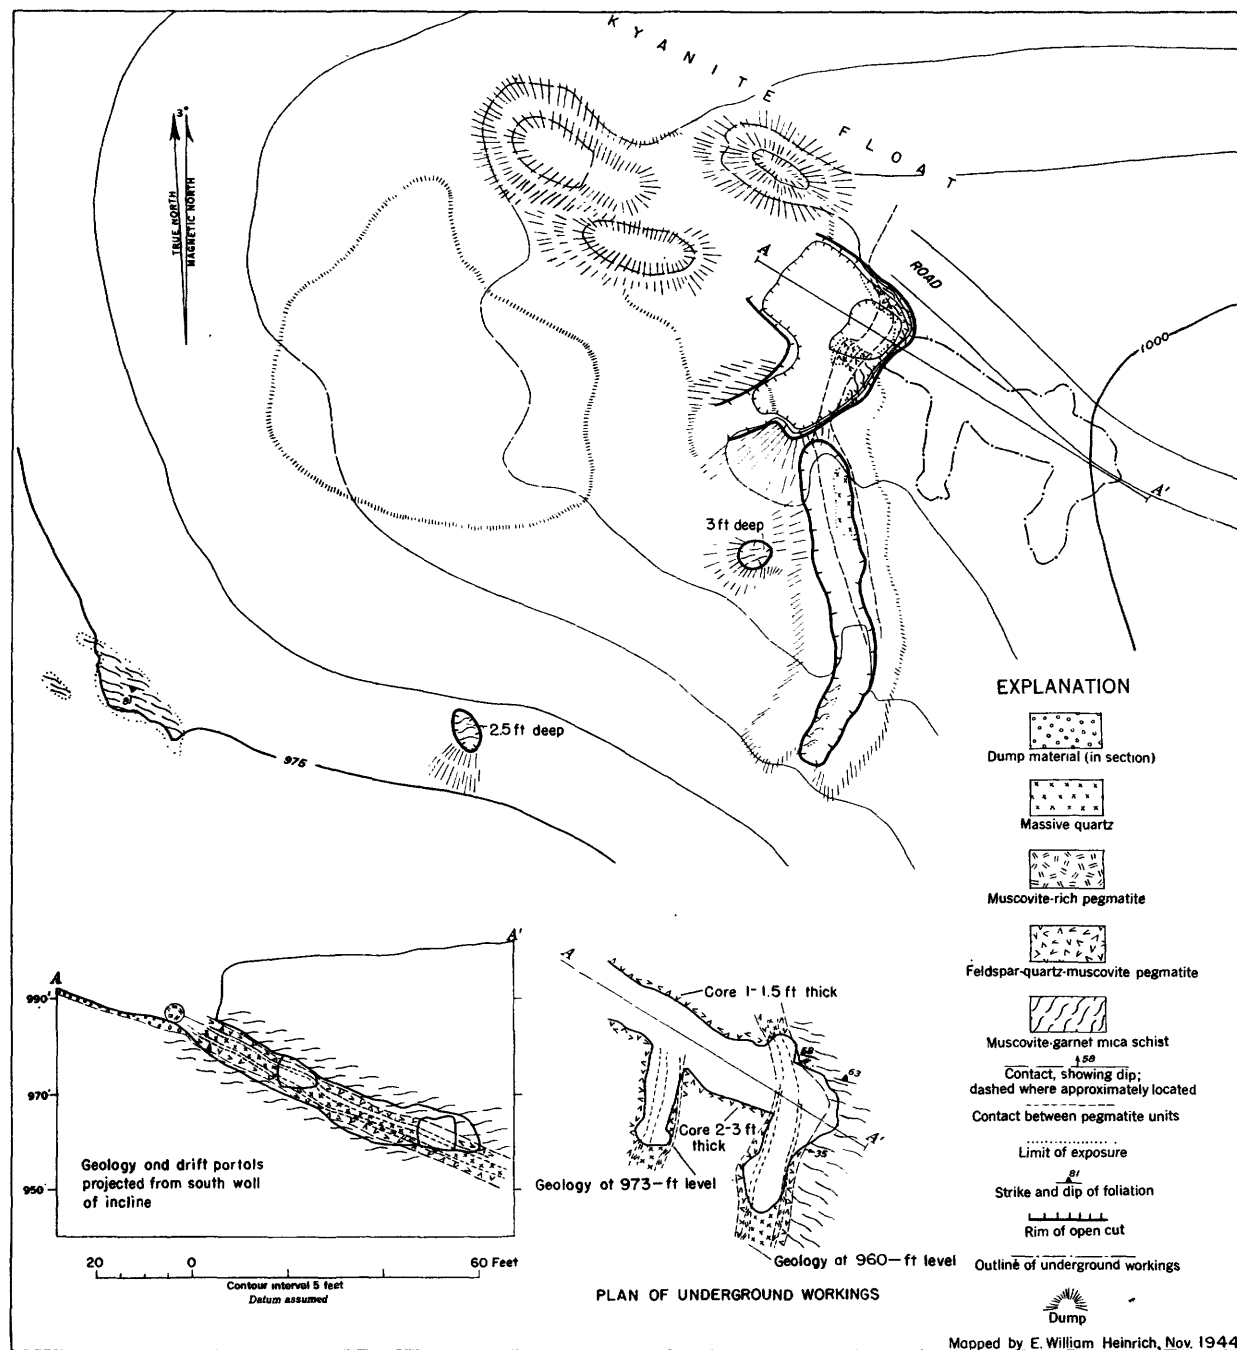 KYANITE FLOAT
3°
TRUE NORTH
MAGNETIC NORTH
A
ROAD
1000
A'
3 ft deep
81
2.5 ft deep
975
EXPLANATION
Dump material (in section)
Massive quartz
Muscovite-rich pegmatite
Feldspar-quartz-muscovite pegmatite
Muscovite-garnet mica schist
58
Contact, showing dip;
dashed where approximately located
Contact between pegmatite units
Limit of exposure
81
Strike and dip of foliation
Rim of open cut
Outline of underground workings
Dump
A
A'
990'
970'
950'
Geology and drift portals
projected from south wall
of incline
20 0 60 Feet
Contour interval 5 feet
Datum assumed
A
Core 1-1.5 ft thick
63
Core 2-3 ft
thick
A'
35
Geology at 973-ft level
Geology at 960-ft level
PLAN OF UNDERGROUND WORKINGS
Mapped by E. William Heinrich, Nov. 1944